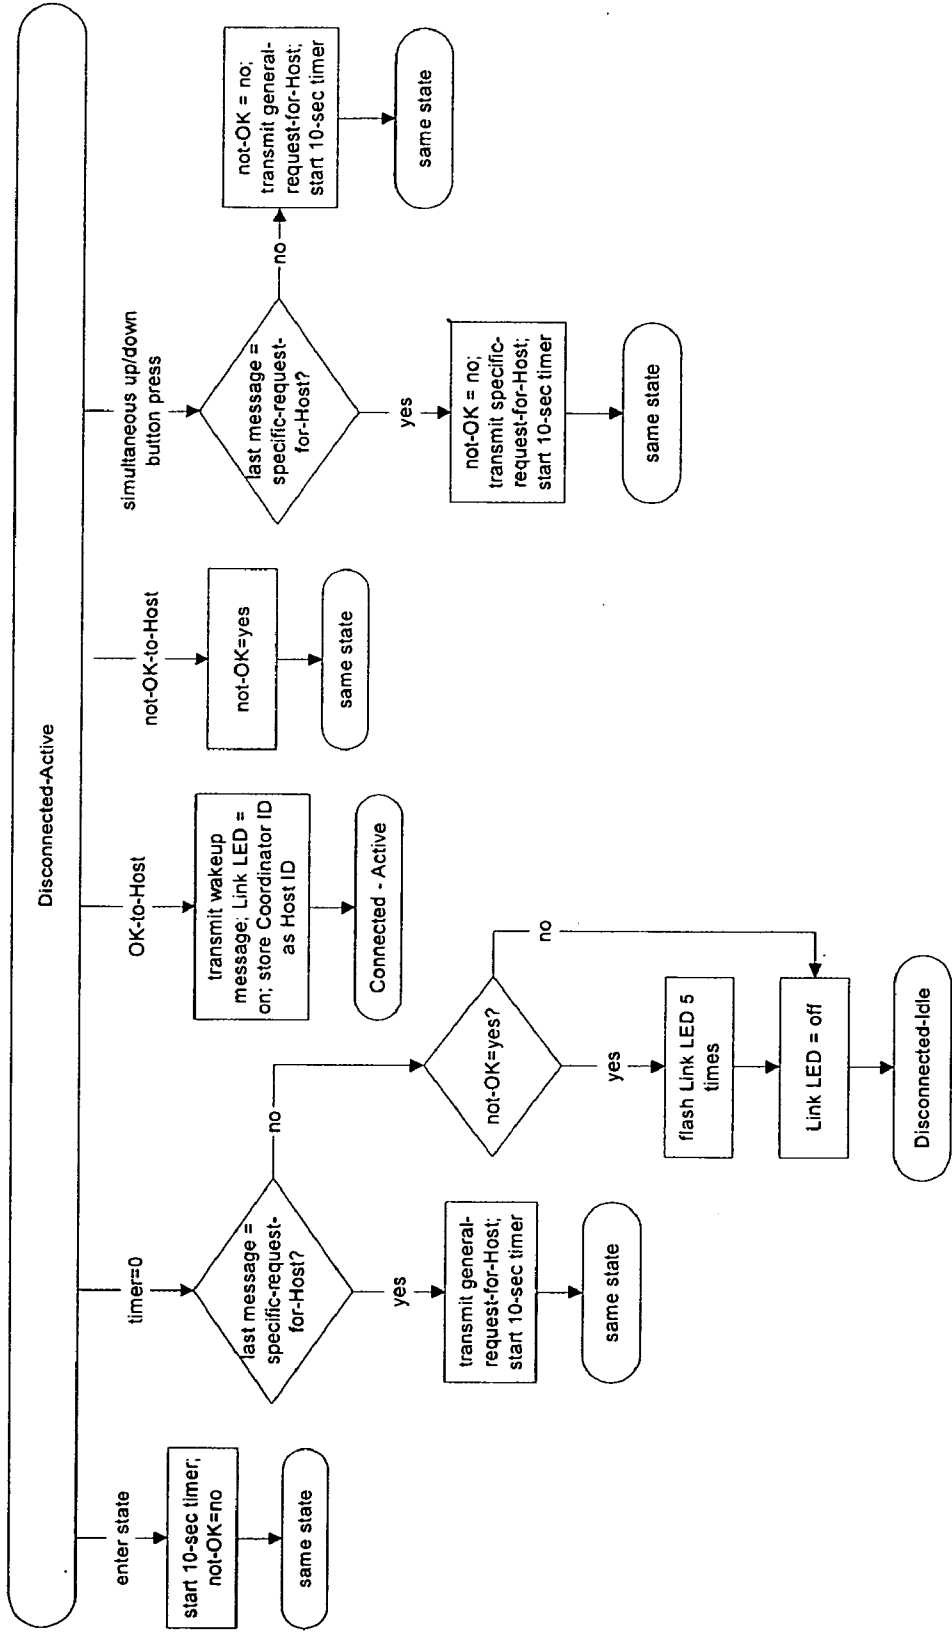 Disconnected-Active
enter state
start 10-sec timer;
not-OK=no
same state
timer=0
last message =
specific-request-
for-Host?
yes
transmit general-
request-for-Host;
start 10-sec timer
same state
no
not-OK=yes?
yes
flash Link LED 5
times
no
Link LED = off
Disconnected-Idle
OK-to-Host
transmit wakeup
message; Link LED =
on; store Coordinator ID
as Host ID
Connected - Active
not-OK-to-Host
not-OK=yes
same state
simultaneous up/down
button press
last message =
specific-request-
for-Host?
yes
not-OK = no;
transmit specific-
request-for-Host;
start 10-sec timer
same state
no
not-OK = no;
transmit general-
request-for-Host;
start 10-sec timer
same state